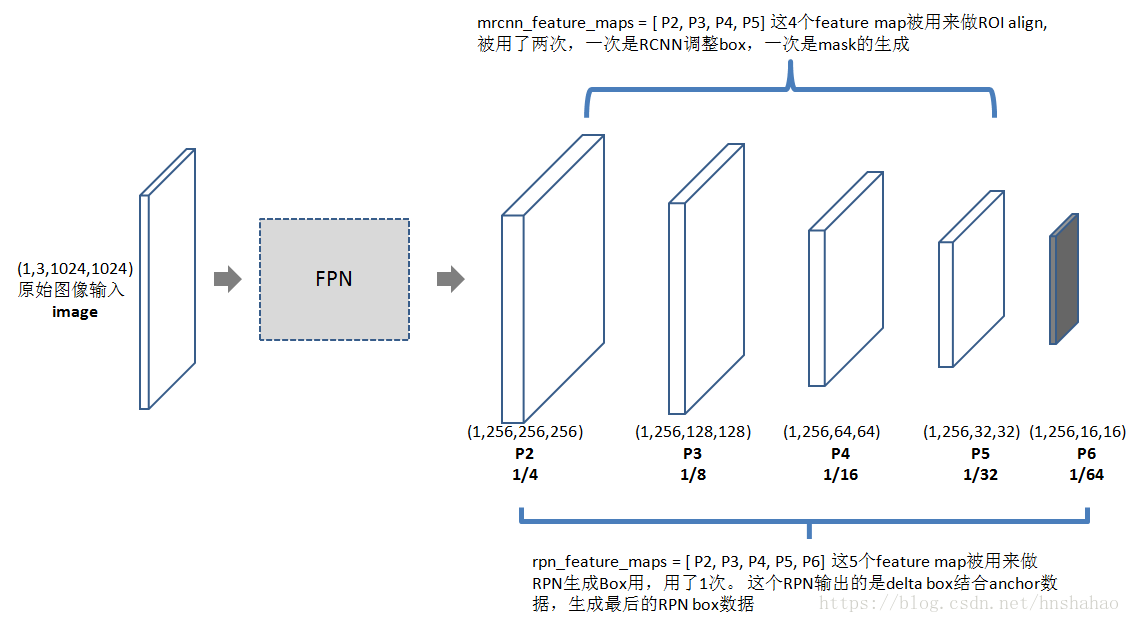 mrcnn_feature_maps = [ P2, P3, P4, P5] 这4个feature map被用来做ROI align,
被用了两次，一次是RCNN调整box，一次是mask的生成
(1,3,1024,1024)
原始图像输入
image
FPN
(1,256,256,256)
P2
1/4
(1,256,128,128)
P3
1/8
(1,256,64,64)
P4
1/16
(1,256,32,32)
P5
1/32
(1,256,16,16)
P6
1/64
rpn_feature_maps = [ P2, P3, P4, P5, P6] 这5个feature map被用来做
RPN生成Box用，用了1次。 这个RPN输出的是delta box结合anchor数
据，生成最后的RPN box数据
https://blog.csdn.net/hnshahao